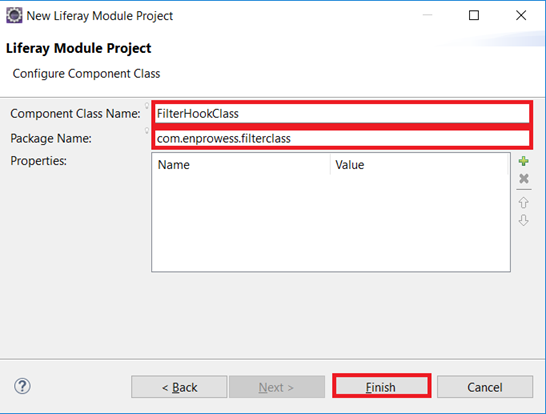 New Liferay Module Project
Liferay Module Project
Configure Component Class
Component Class Name: FilterHookClass
Package Name: com.enprowess.filterclass
Properties:
Name Value
? < Back Next > Finish Cancel